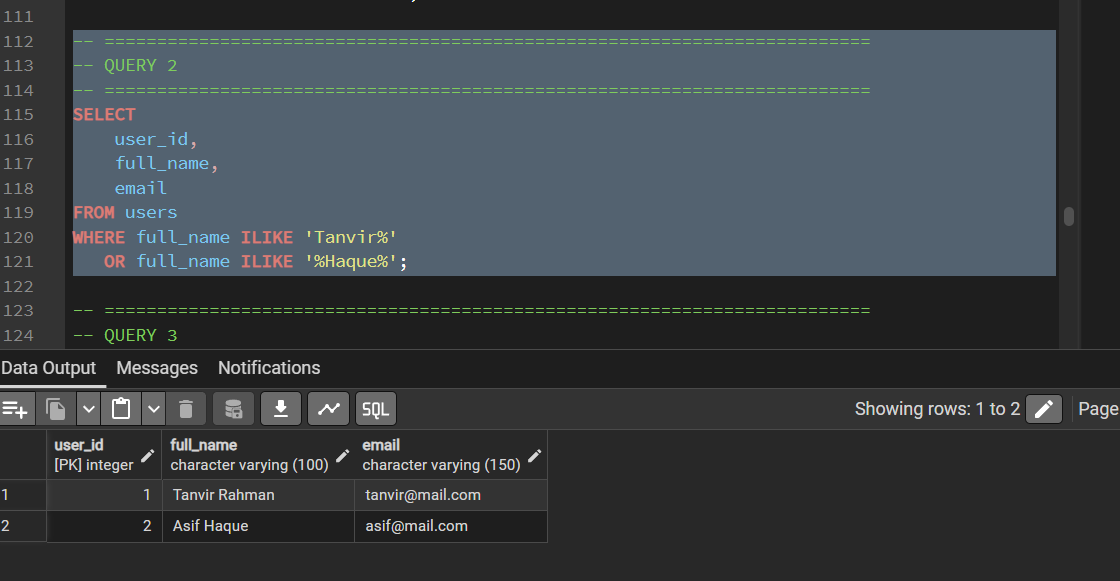 111
112 -- =========================================================================
113 -- QUERY 2
114 -- =========================================================================
115 SELECT
116 user_id,
117 full_name,
118 email
119 FROM users
120 WHERE full_name ILIKE 'Tanvir%'
121 OR full_name ILIKE '%Haque%';
122
123 -- =========================================================================
124 -- QUERY 3
Data Output Messages Notifications
SQL Showing rows: 1 to 2 Page
user_id full_name email
[PK] integer character varying (100) character varying (150)
1 1 Tanvir Rahman tanvir@mail.com
2 2 Asif Haque asif@mail.com